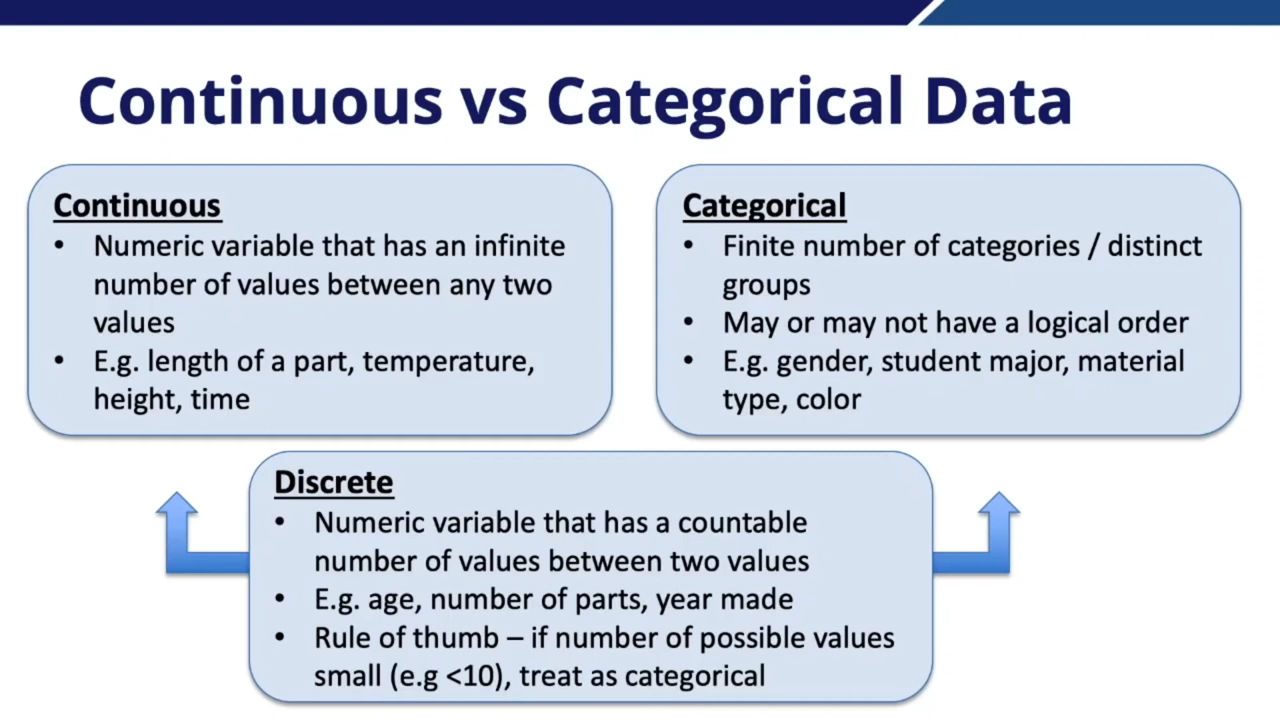 Continuous vs Categorical Data
Continuous
• Numeric variable that has an infinite
number of values between any two
values
• E.g. length of a part, temperature,
height, time
Categorical
• Finite number of categories / distinct
groups
• May or may not have a logical order
• E.g. gender, student major, material
type, color
Discrete
• Numeric variable that has a countable
number of values between two values
• E.g. age, number of parts, year made
• Rule of thumb – if number of possible values
small (e.g <10), treat as categorical